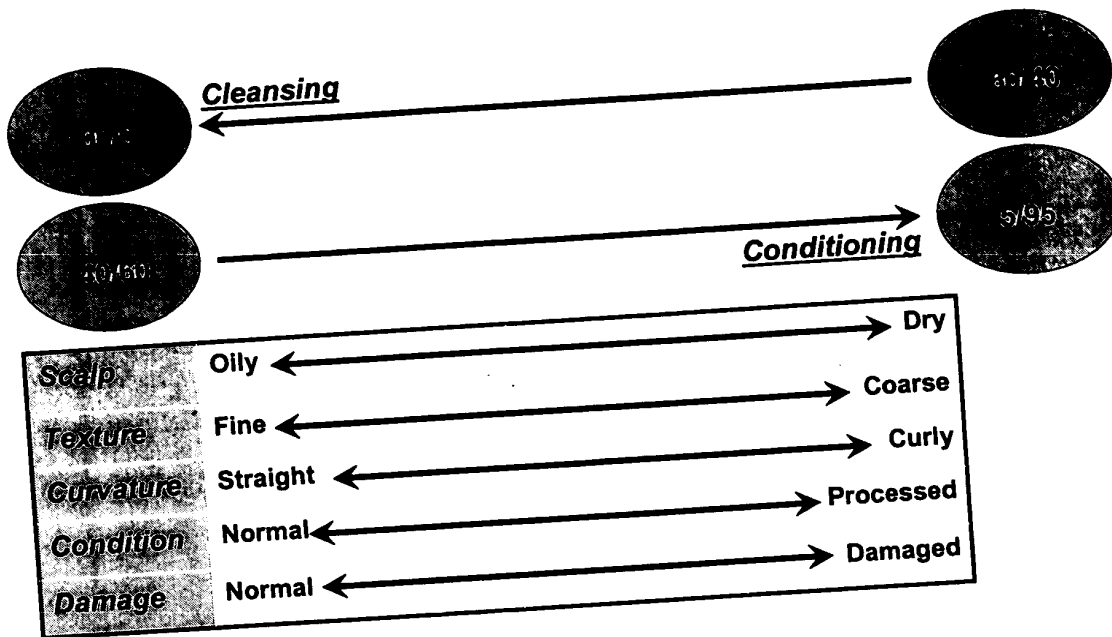 Cleansing
5/95
Conditioning
Scalp Oily Dry
Texture Fine Coarse
Curvature Straight Curly
Condition Normal Processed
Damage Normal Damaged